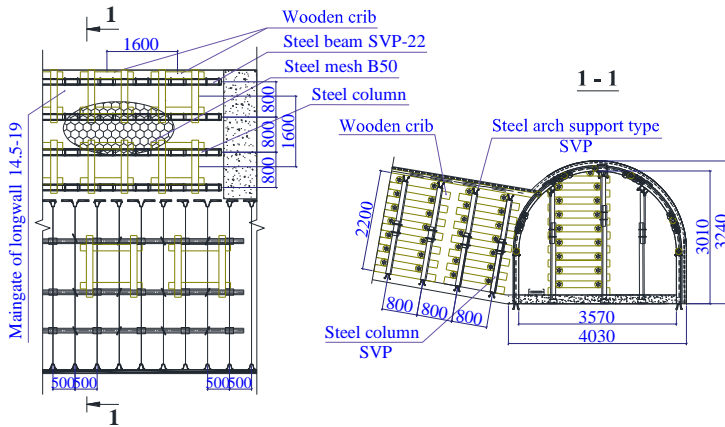 1
1600
Wooden crib
Steel beam SVP-22
Steel mesh B50
Steel column
800
800
800
1600
Maingate of longwall 14.5-19
500
500
500
500
1
1 - 1
Wooden crib
Steel arch support type
SVP
2200
800
800
800
Steel column
SVP
3010
3240
3570
4030